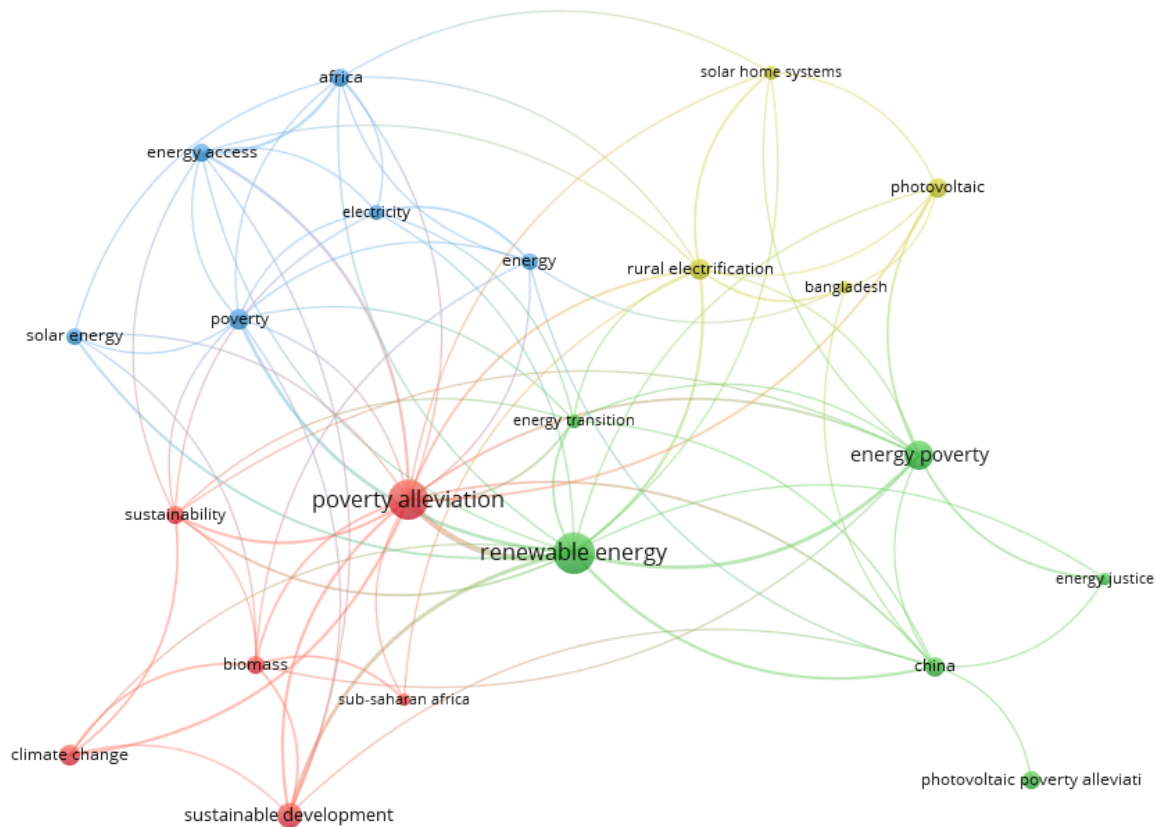 africa
solar home systems
energy access
photovoltaic
electricity
energy
rural electrification
bangladesh
poverty
solar energy
energy transition
energy poverty
poverty alleviation
sustainability
renewable energy
energy justice
biomass
china
sub-saharan africa
climate change
photovoltaic poverty alleviati
sustainable development